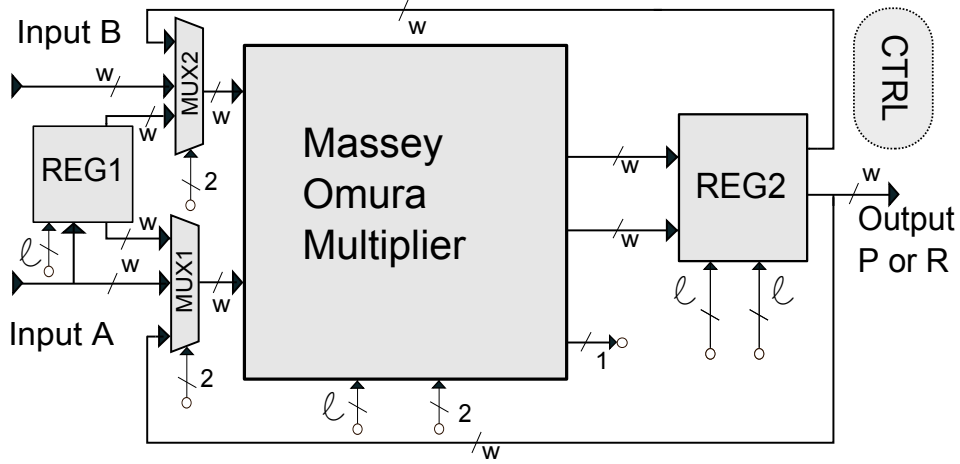 w
Input B
MUX2
CTRL
w
w
w
REG1
Massey
Omura
Multiplier
2
w
REG2
w
w
w
ℓ
w
MUX1
w
Output
P or R
Input A
ℓ
ℓ
1
2
ℓ
2
w